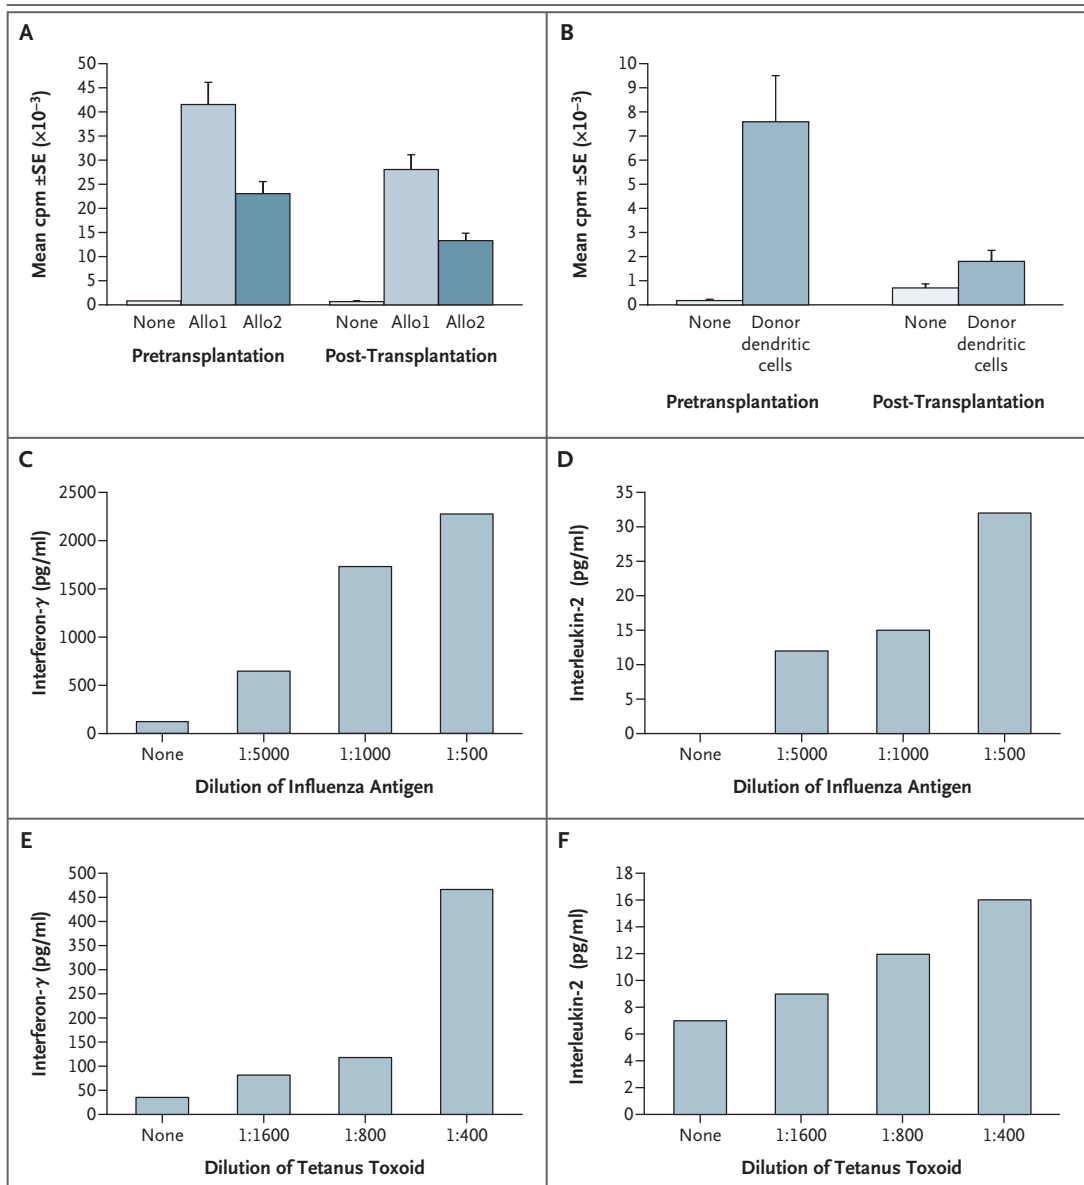 A
Mean cpm ±SE (×10⁻³)
50
45
40
35
30
25
20
15
10
5
0
None Allo1 Allo2 None Allo1 Allo2
Pretransplantation Post-Transplantation
B
Mean cpm ±SE (×10⁻³)
10
9
8
7
6
5
4
3
2
1
0
None Donor dendritic cells None Donor dendritic cells
Pretransplantation Post-Transplantation
C
Interferon-γ (pg/ml)
2500
2000
1500
1000
500
0
None 1:5000 1:1000 1:500
Dilution of Influenza Antigen
D
Interleukin-2 (pg/ml)
35
30
25
20
15
10
5
0
None 1:5000 1:1000 1:500
Dilution of Influenza Antigen
E
Interferon-γ (pg/ml)
500
450
400
350
300
250
200
150
100
50
0
None 1:1600 1:800 1:400
Dilution of Tetanus Toxoid
F
Interleukin-2 (pg/ml)
18
16
14
12
10
8
6
4
2
0
None 1:1600 1:800 1:400
Dilution of Tetanus Toxoid